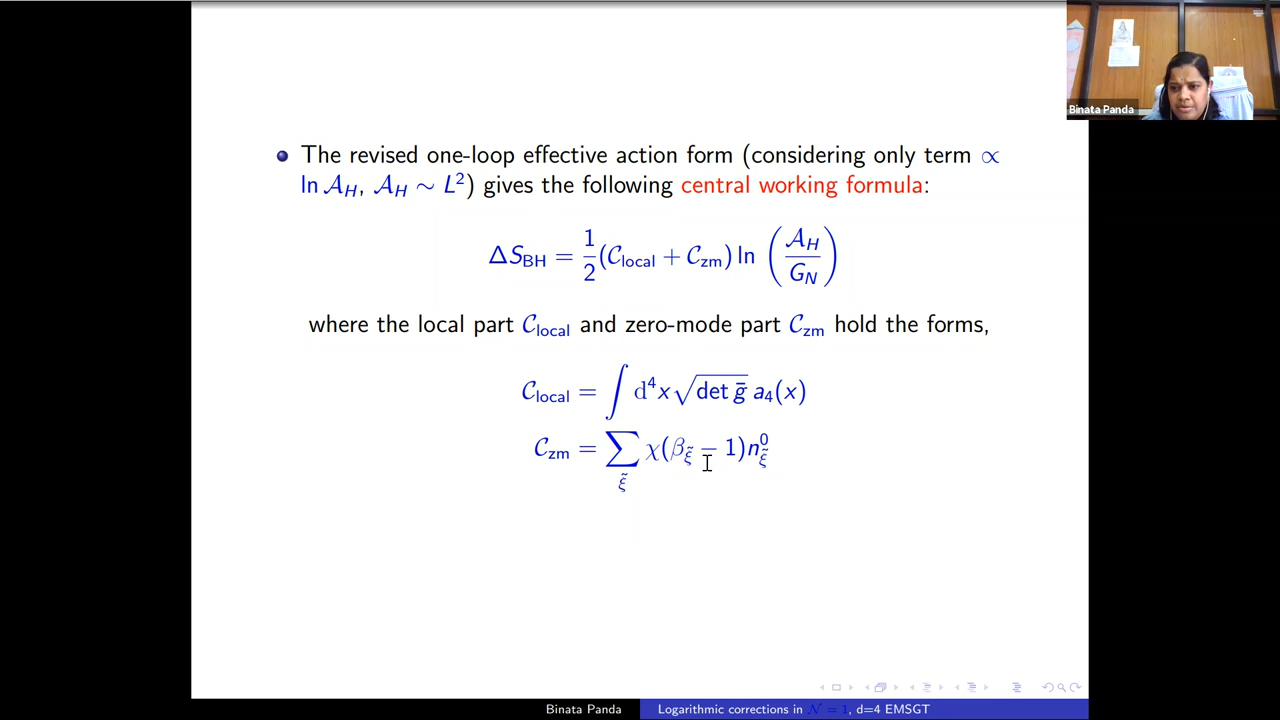 Binata Panda
• The revised one-loop effective action form (considering only term ∝
ln 𝒜_H, 𝒜_H ∼ L²) gives the following central working formula:
ΔS_BH = 1/2 (𝒞_local + 𝒞_zm) ln (𝒜_H / G_N)
where the local part 𝒞_local and zero-mode part 𝒞_zm hold the forms,
𝒞_local = ∫ d⁴x √(det ḡ) a₄(x)
𝒞_zm = ∑_ξ̃ χ(β_ξ̃ − 1)n⁰_ξ̃
Binata Panda Logarithmic corrections in 𝒩 = 1, d=4 EMSGT